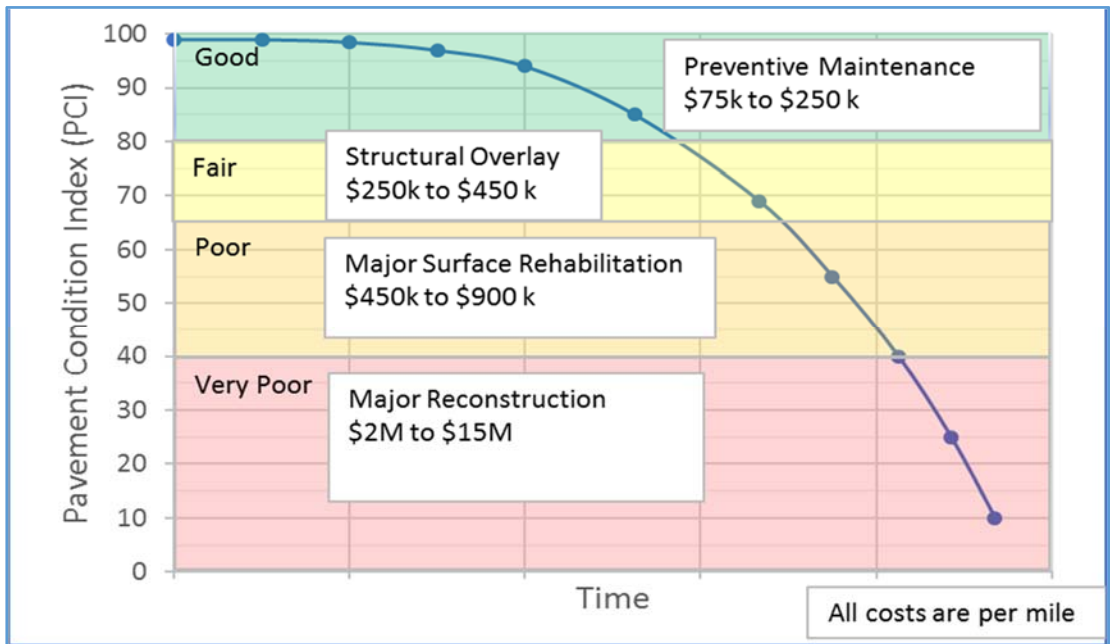 Pavement Condition Index (PCI)
100
90
80
70
60
50
40
30
20
10
0
Good
Preventive Maintenance
$75k to $250 k
Fair
Structural Overlay
$250k to $450 k
Poor
Major Surface Rehabilitation
$450k to $900 k
Very Poor
Major Reconstruction
$2M to $15M
Time
All costs are per mile